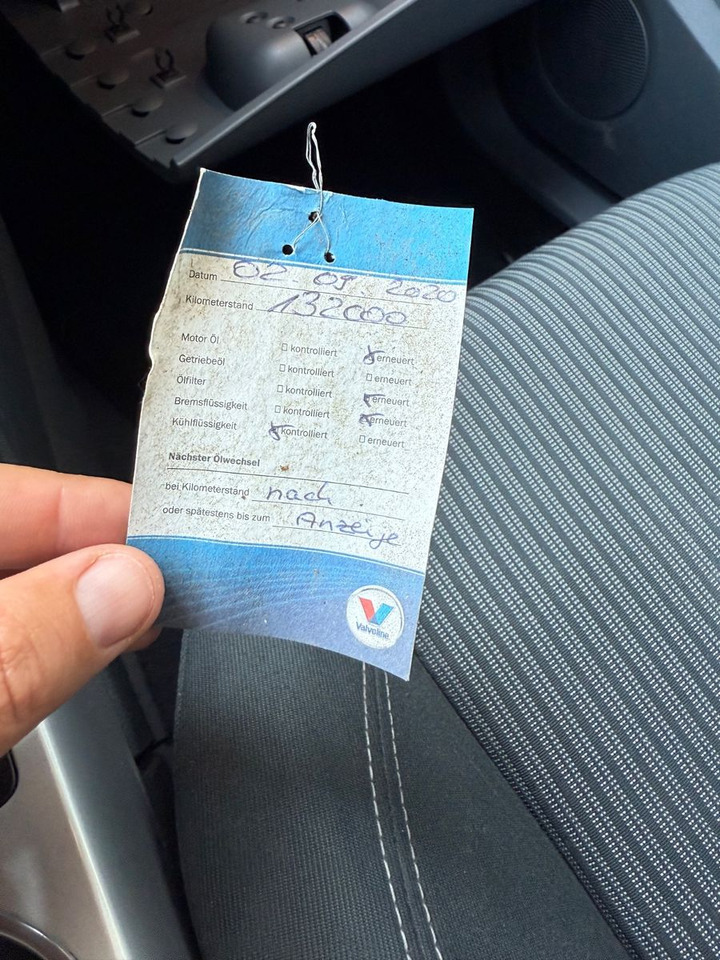 Datum 02 09 2020
Kilometerstand 132000
Motor Öl kontrolliert erneuert
Getriebeöl kontrolliert erneuert
Ölfilter kontrolliert erneuert
Bremsflüssigkeit kontrolliert erneuert
Kühlflüssigkeit kontrolliert erneuert
Nächster Ölwechsel
bei Kilometerstand nach
oder spätestens bis zum Anzeige
Valvoline